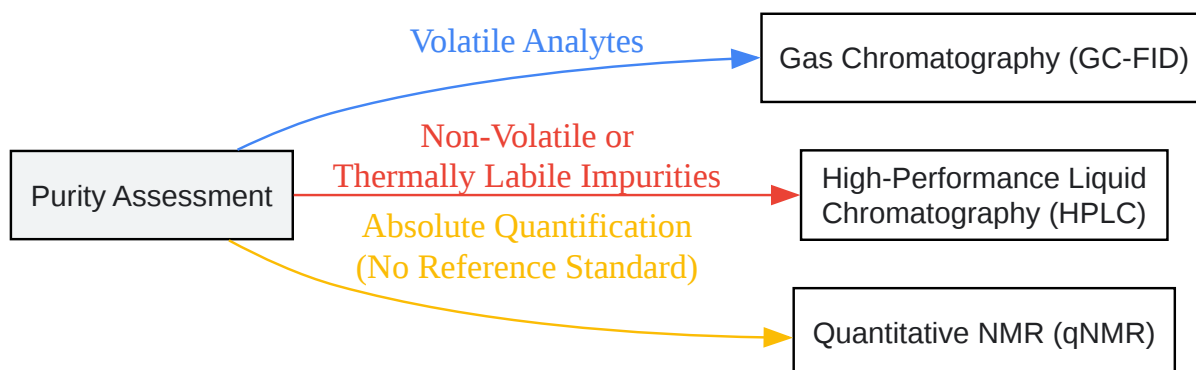 Volatile Analytes
Gas Chromatography (GC-FID)
Purity Assessment
Non-Volatile or
Thermally Labile Impurities
High-Performance Liquid
Chromatography (HPLC)
Absolute Quantification
(No Reference Standard)
Quantitative NMR (qNMR)